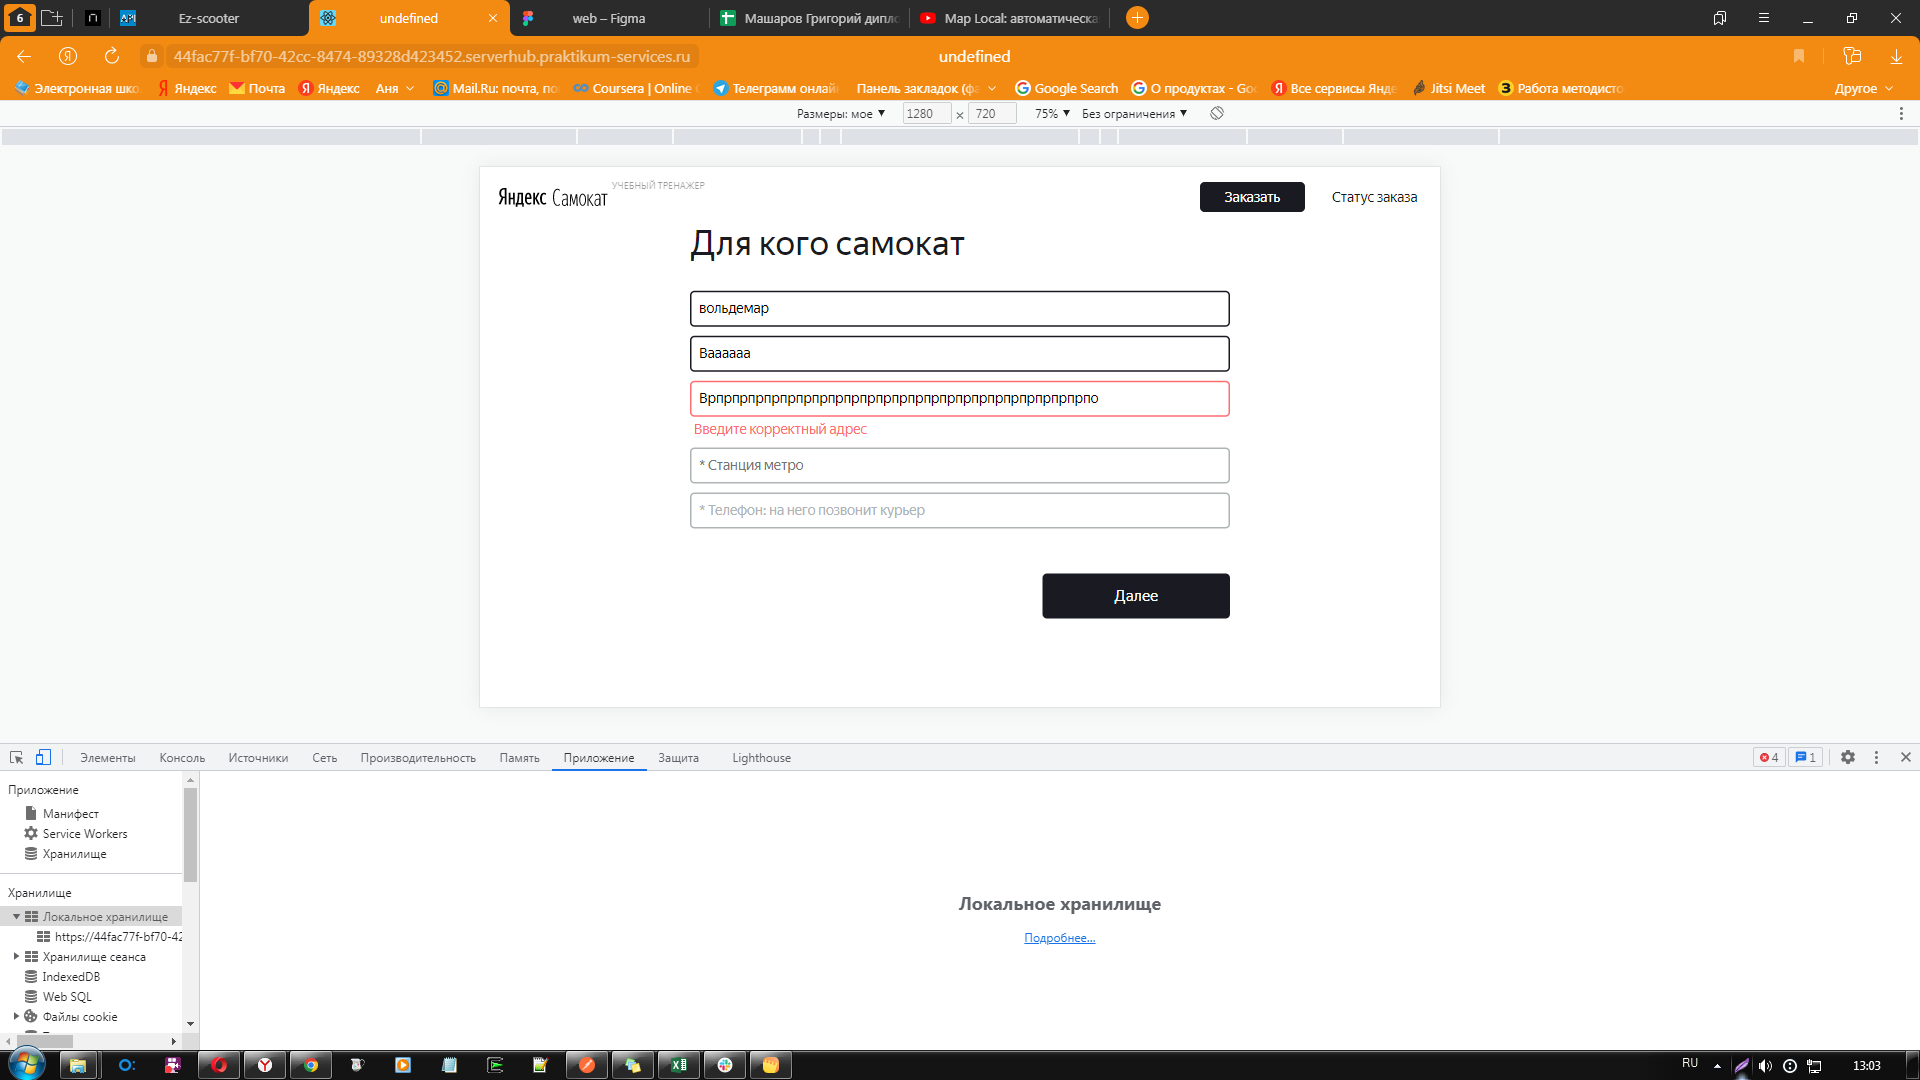 6
API
Ez-scooter
undefined
web – Figma
Машаров Григорий дипл
Map Local: автоматическа
44fac77f-bf70-42cc-8474-89328d423452.serverhub.praktikum-services.ru
undefined
Электронная шко
Яндекс
Почта
Яндекс
Аня
Mail.Ru: почта, по
Coursera | Online
Телеграмм онлай
Панель закладок (ф
Google Search
О продуктах - Go
Все сервисы Янде
Jitsi Meet
Работа методисто
Другое
Размеры: мое
1280
×
720
75%
Без ограничения
Яндекс Самокат
УЧЕБНЫЙ ТРЕНАЖЕР
Заказать
Статус заказа
Для кого самокат
вольдемар
Ваааааа
Врпрпрпрпрпрпрпрпрпрпрпрпрпрпрпрпрпрпрпрпрпрпрпо
Введите корректный адрес
* Станция метро
* Телефон: на него позвонит курьер
Далее
Элементы
Консоль
Источники
Сеть
Производительность
Память
Приложение
Защита
Lighthouse
4
1
Приложение
Манифест
Service Workers
Хранилище
Хранилище
Локальное хранилище
https://44fac77f-bf70-42
Хранилище сеанса
IndexedDB
Web SQL
Файлы cookie
Локальное хранилище
Подробнее...
RU
13:03